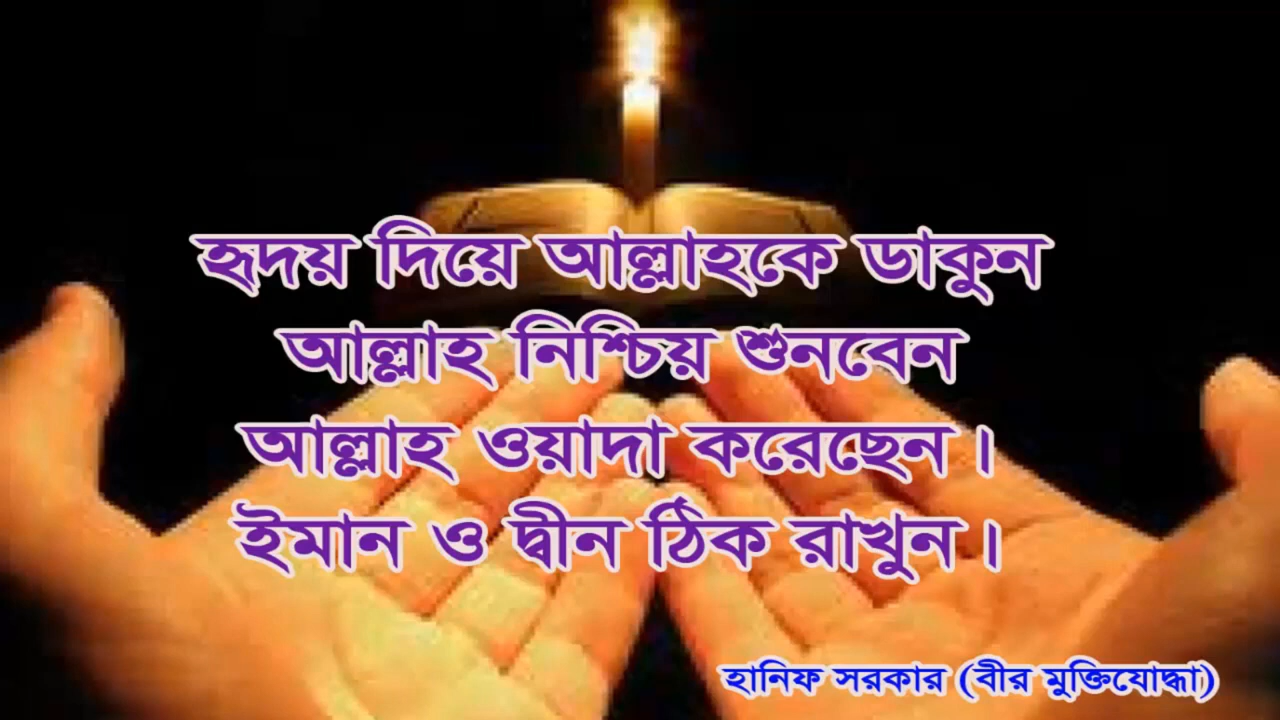 হৃদয় দিয়ে আল্লাহকে ডাকুন
আল্লাহ নিশ্চিয় শুনবেন
আল্লাহ ওয়াদা করেছেন।
ইমান ও দ্বীন ঠিক রাখুন।
হানিফ সরকার (বীর মুক্তিযোদ্ধা)